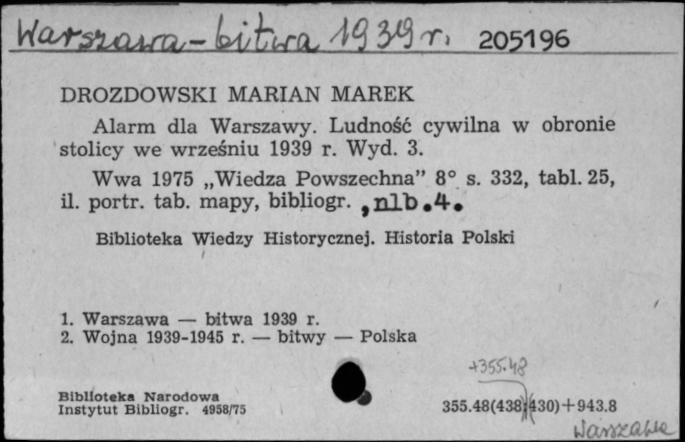 Warszawa - bitwa 1939 r. 205196
DROZDOWSKI MARIAN MAREK
Alarm dla Warszawy. Ludność cywilna w obronie
stolicy we wrześniu 1939 r. Wyd. 3.
Wwa 1975 „Wiedza Powszechna” 8° s. 332, tabl. 25,
il. portr. tab. mapy, bibliogr. , nlb. 4.
Biblioteka Wiedzy Historycznej. Historia Polski
1. Warszawa — bitwa 1939 r.
2. Wojna 1939-1945 r. — bitwy — Polska
+355.48
Biblioteka Narodowa
Instytut Bibliogr. 4958/75
355.48(438:430)+943.8
Warszawa